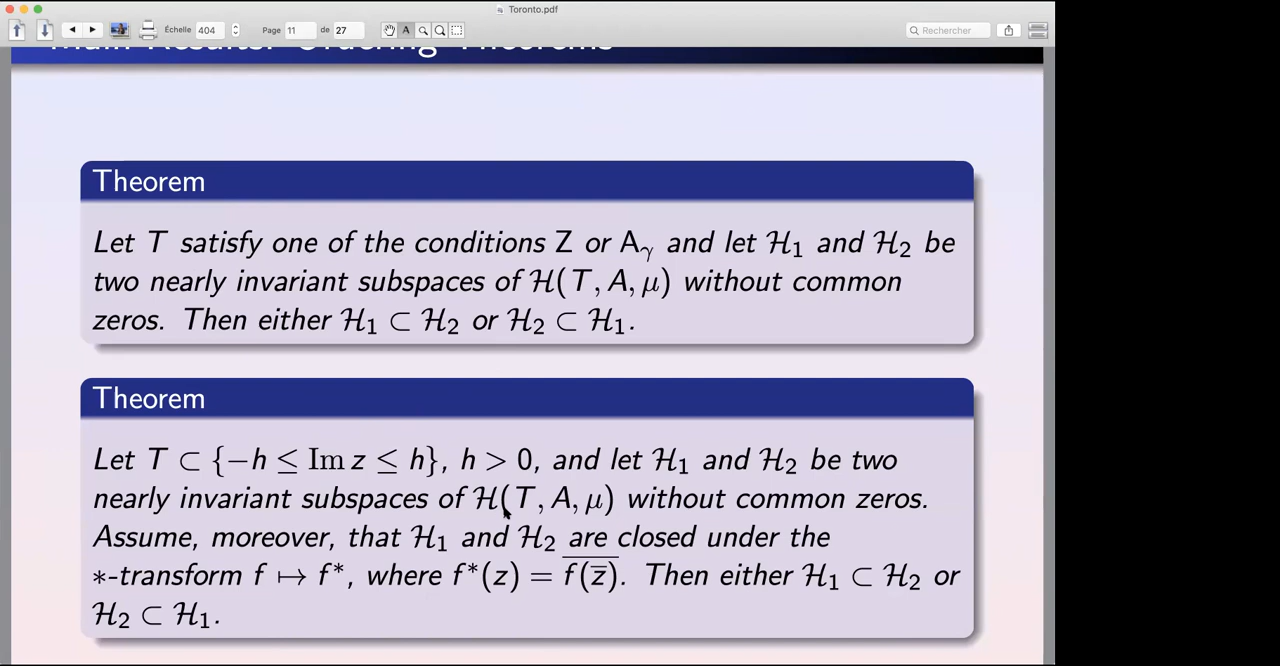 Toronto.pdf
Échelle 404 Page 11 de 27 Rechercher
Main Results: Ordering Theorems
Theorem
Let T satisfy one of the conditions Z or A_γ and let ℋ₁ and ℋ₂ be
two nearly invariant subspaces of ℋ(T, A, μ) without common
zeros. Then either ℋ₁ ⊂ ℋ₂ or ℋ₂ ⊂ ℋ₁.
Theorem
Let T ⊂ {−h ≤ Im z ≤ h}, h > 0, and let ℋ₁ and ℋ₂ be two
nearly invariant subspaces of ℋ(T, A, μ) without common zeros.
Assume, moreover, that ℋ₁ and ℋ₂ are closed under the
∗-transform f ↦ f*, where f*(z) = \overline{f(\overline{z})}. Then either ℋ₁ ⊂ ℋ₂ or
ℋ₂ ⊂ ℋ₁.